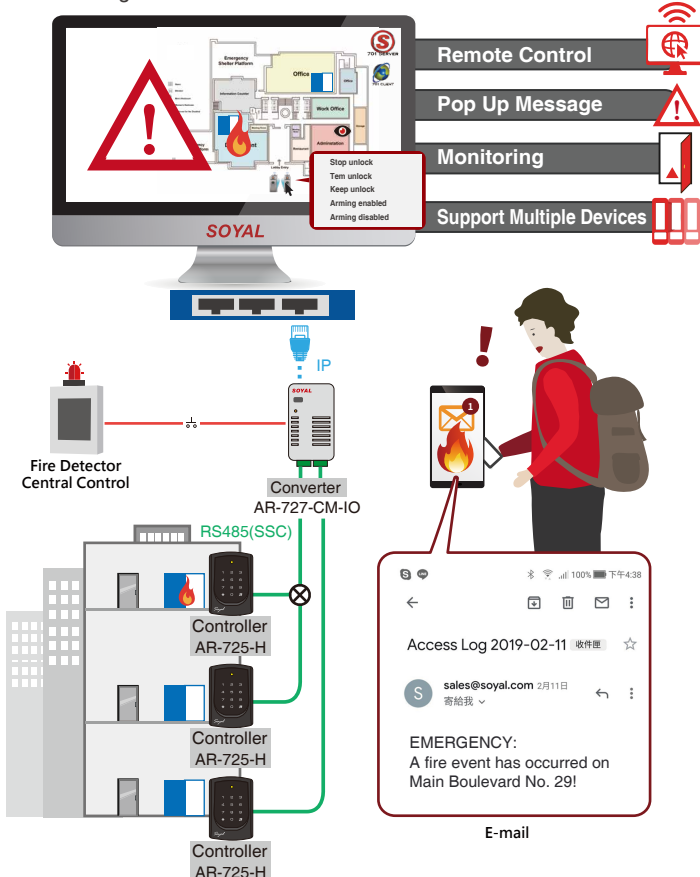 Emergency
Shelter Platform
Office
Office
Information Counter
Work Office
Administration
Lobby Entry
701 SERVER
701 CLIENT
Stop unlock
Tem unlock
Keep unlock
Arming enabled
Arming disabled
SOYAL
Remote Control
Pop Up Message
Monitoring
Support Multiple Devices
IP
SOYAL
Fire Detector
Central Control
Converter
AR-727-CM-IO
RS485(SSC)
Controller
AR-725-H
Controller
AR-725-H
Controller
AR-725-H
!
1
100% 下午4:38
Access Log 2019-02-11 收件匣
S sales@soyal.com 2月11日
寄給我
EMERGENCY:
A fire event has occurred on
Main Boulevard No. 29!
E-mail